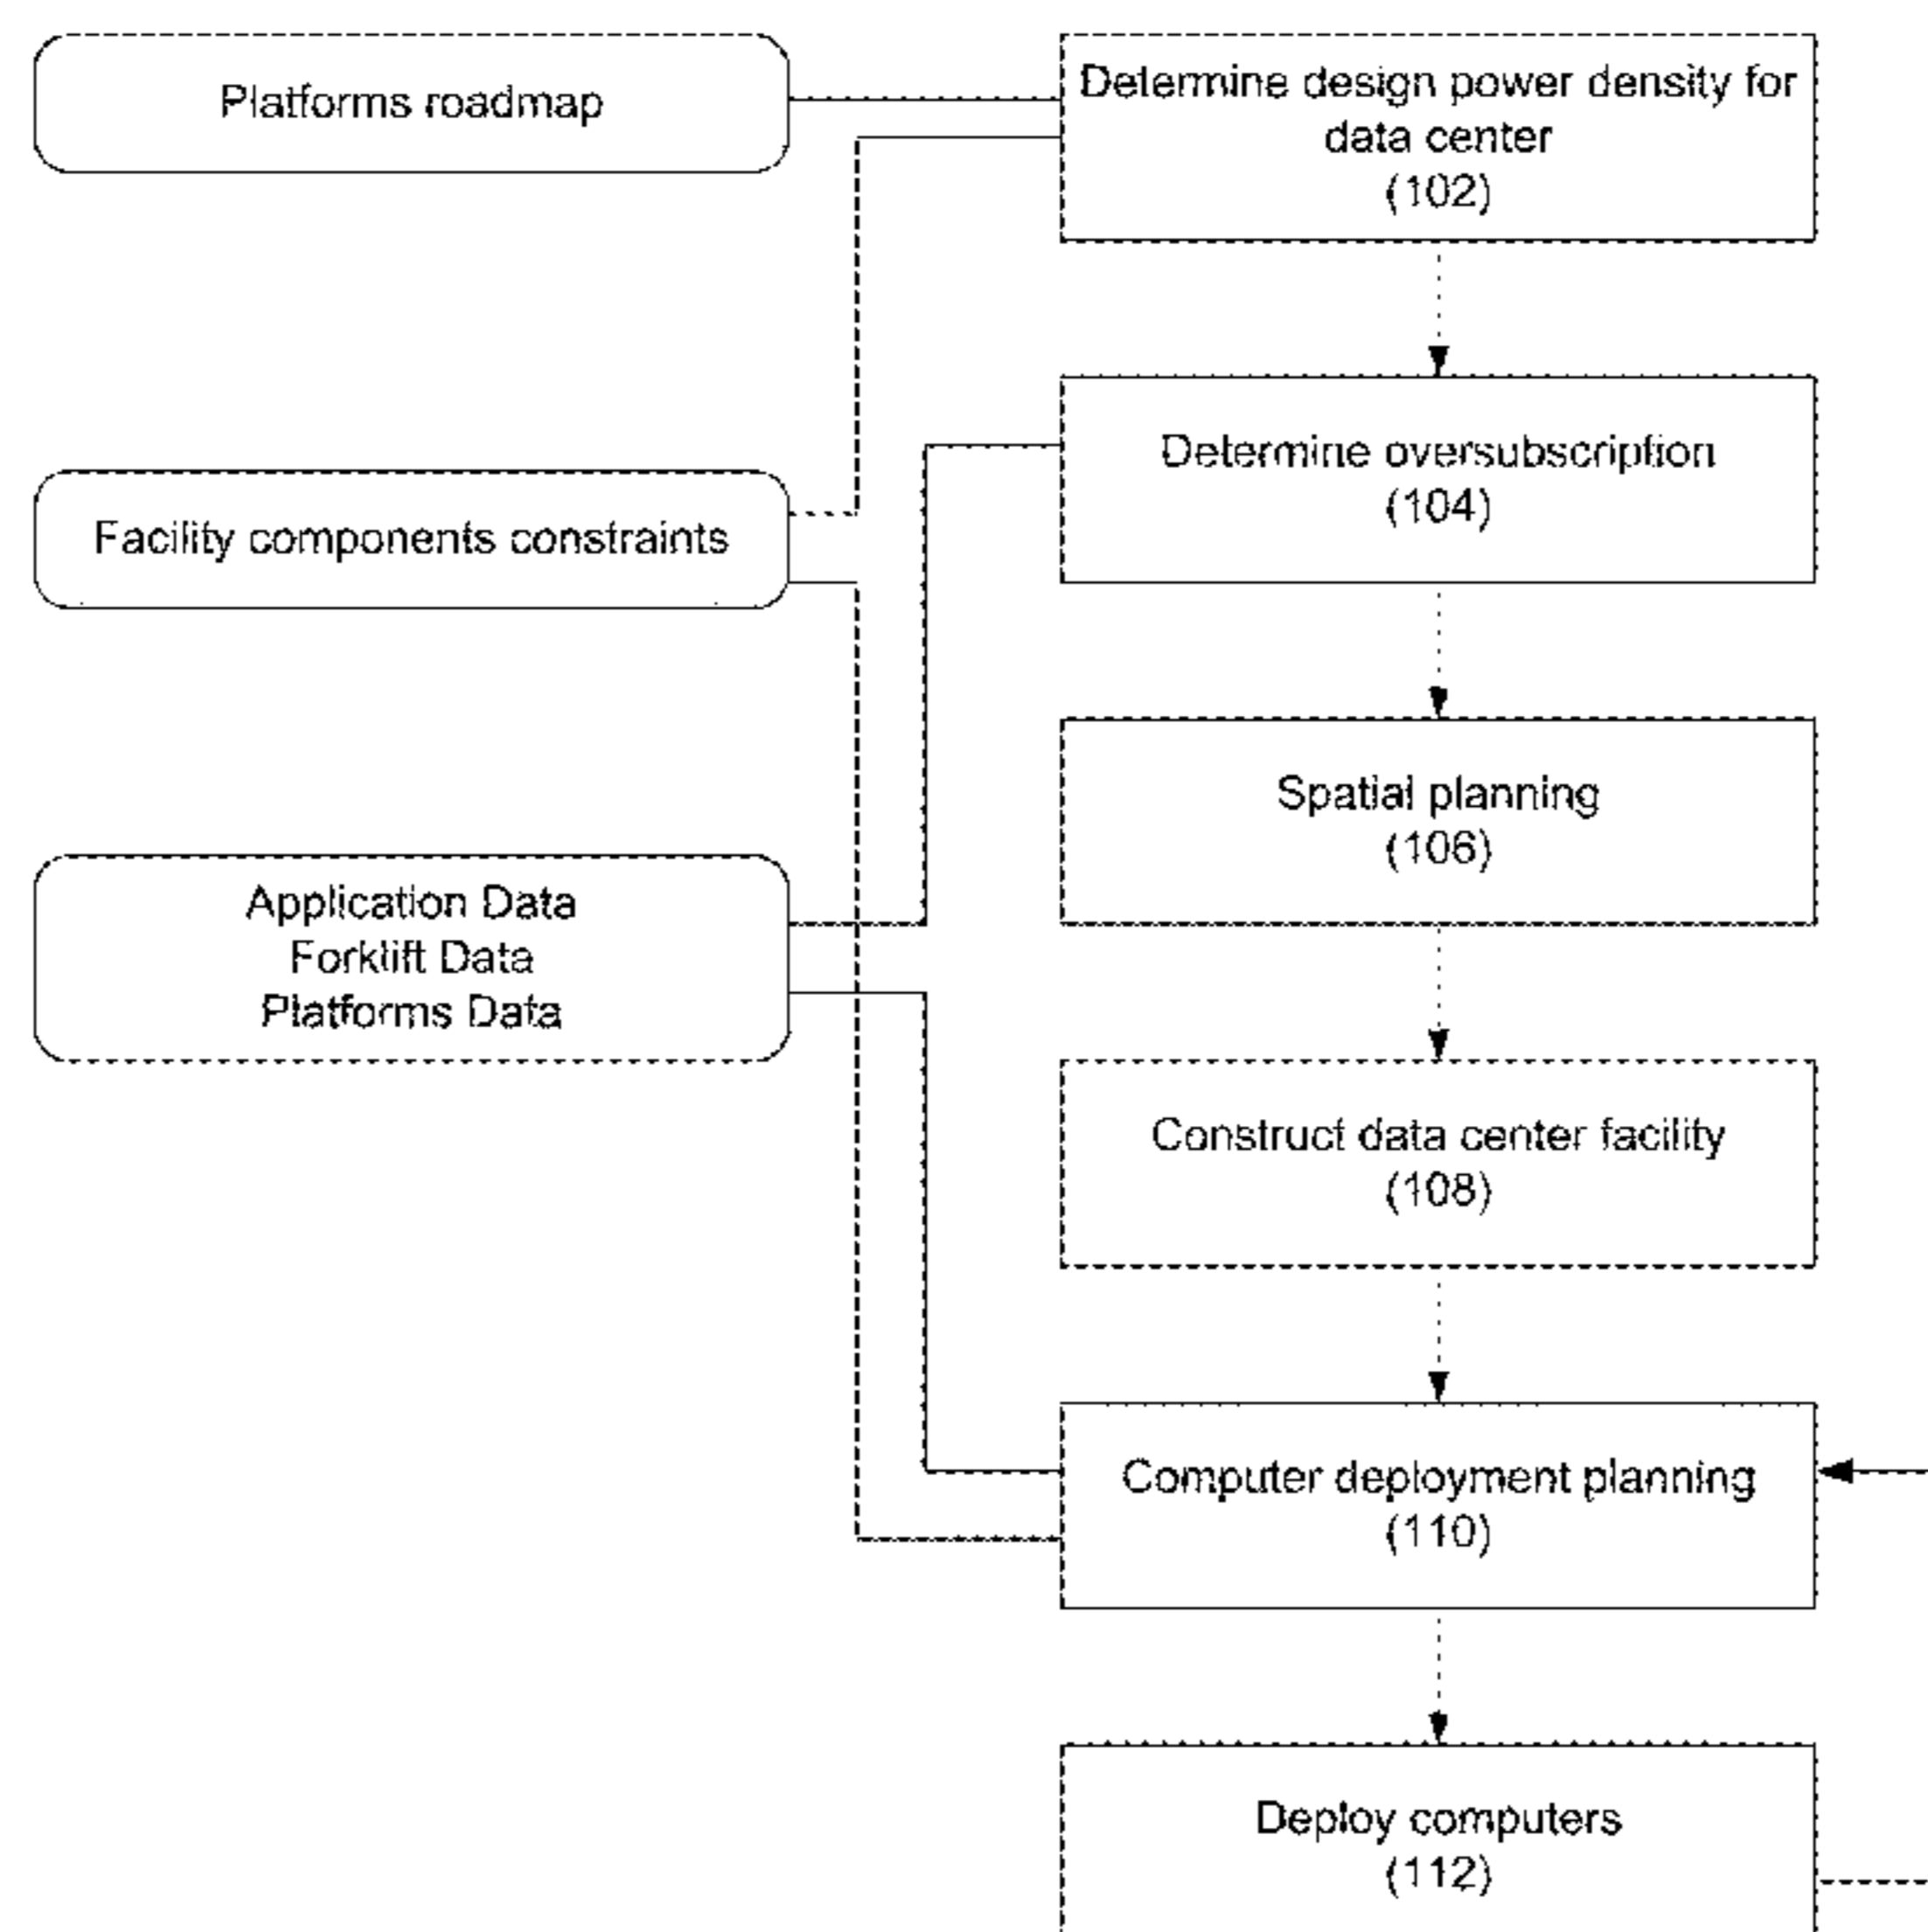 Platforms roadmap
Determine design power density for
data center
(102)
Determine oversubscription
(104)
Facility components constraints
Spatial planning
(106)
Application Data
Forklift Data
Platforms Data
Construct data center facility
(108)
Computer deployment planning
(110)
Deploy computers
(112)